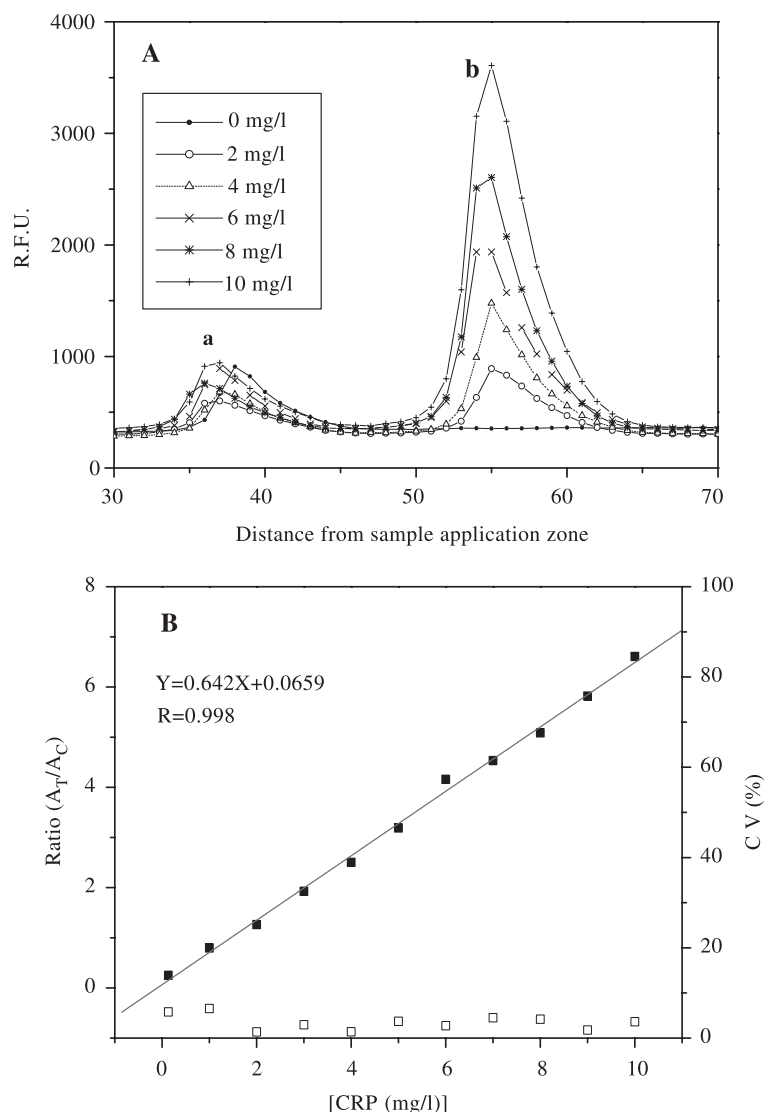 4000
3000
2000
1000
0
R.F.U.
A
b
a
0 mg/l
2 mg/l
4 mg/l
6 mg/l
8 mg/l
10 mg/l
30 40 50 60 70
Distance from sample application zone
8
6
4
2
0
Ratio (A_T/A_C)
B
Y=0.642X+0.0659
R=0.998
100
80
60
40
20
0
C V (%)
0 2 4 6 8 10
[CRP (mg/l)]